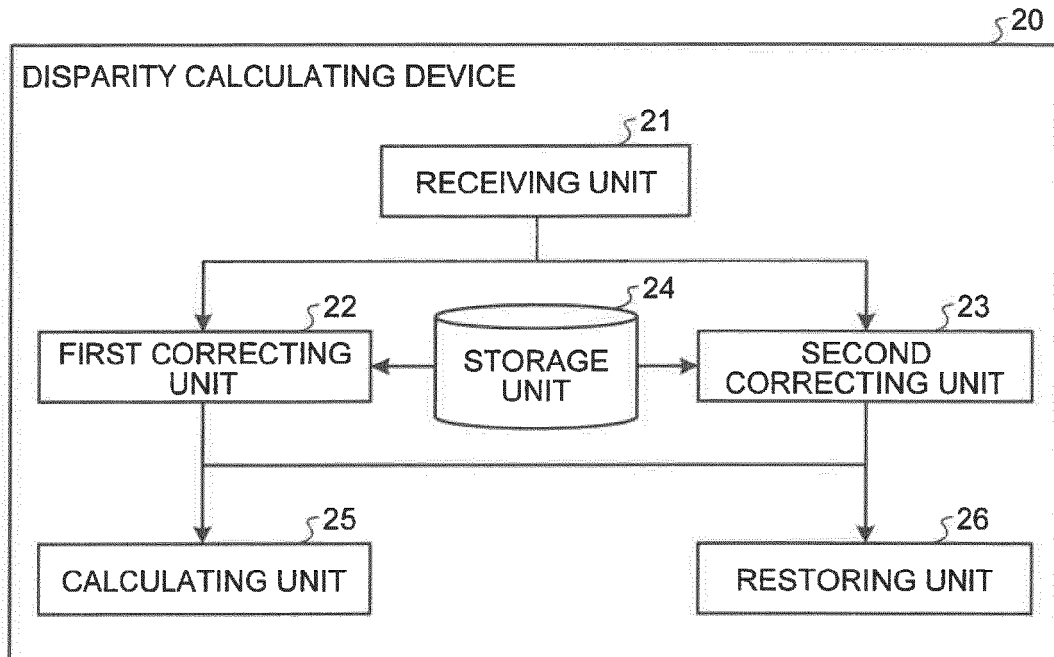 20
DISPARITY CALCULATING DEVICE
21
RECEIVING UNIT
22
FIRST CORRECTING
UNIT
24
STORAGE
UNIT
23
SECOND
CORRECTING UNIT
25
CALCULATING UNIT
26
RESTORING UNIT